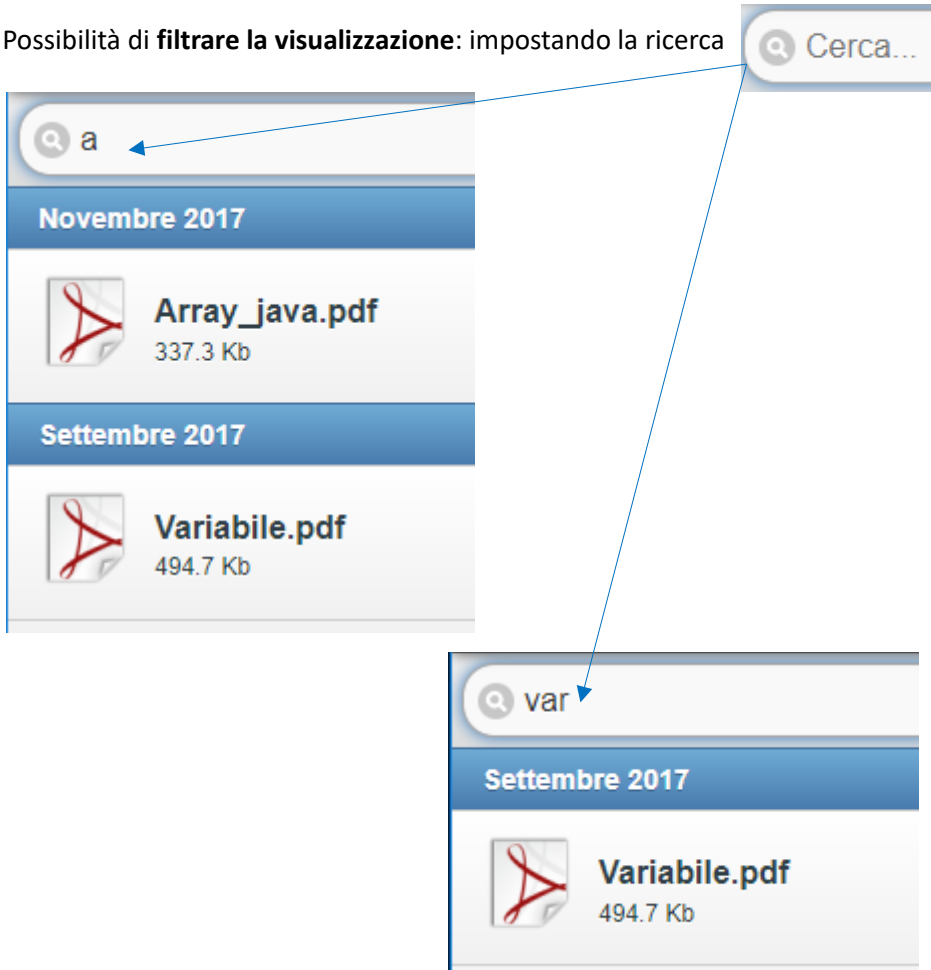 Possibilità di filtrare la visualizzazione: impostando la ricerca
Cerca...
a
Novembre 2017
Array_java.pdf
337.3 Kb
Settembre 2017
Variabile.pdf
494.7 Kb
var
Settembre 2017
Variabile.pdf
494.7 Kb